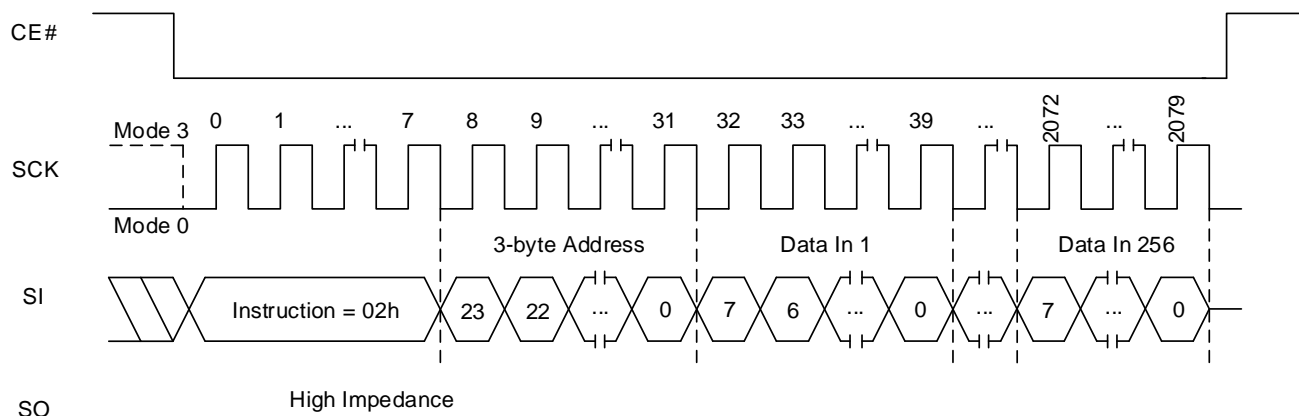 CE#
Mode 3
0 1 ... 7 8 9 ... 31 32 33 ... 39 ... 2072 ... 2079
SCK
Mode 0
3-byte Address Data In 1 Data In 256
SI
Instruction = 02h 23 22 ... 0 7 6 ... 0 ... 7 ... 0
High Impedance
SO